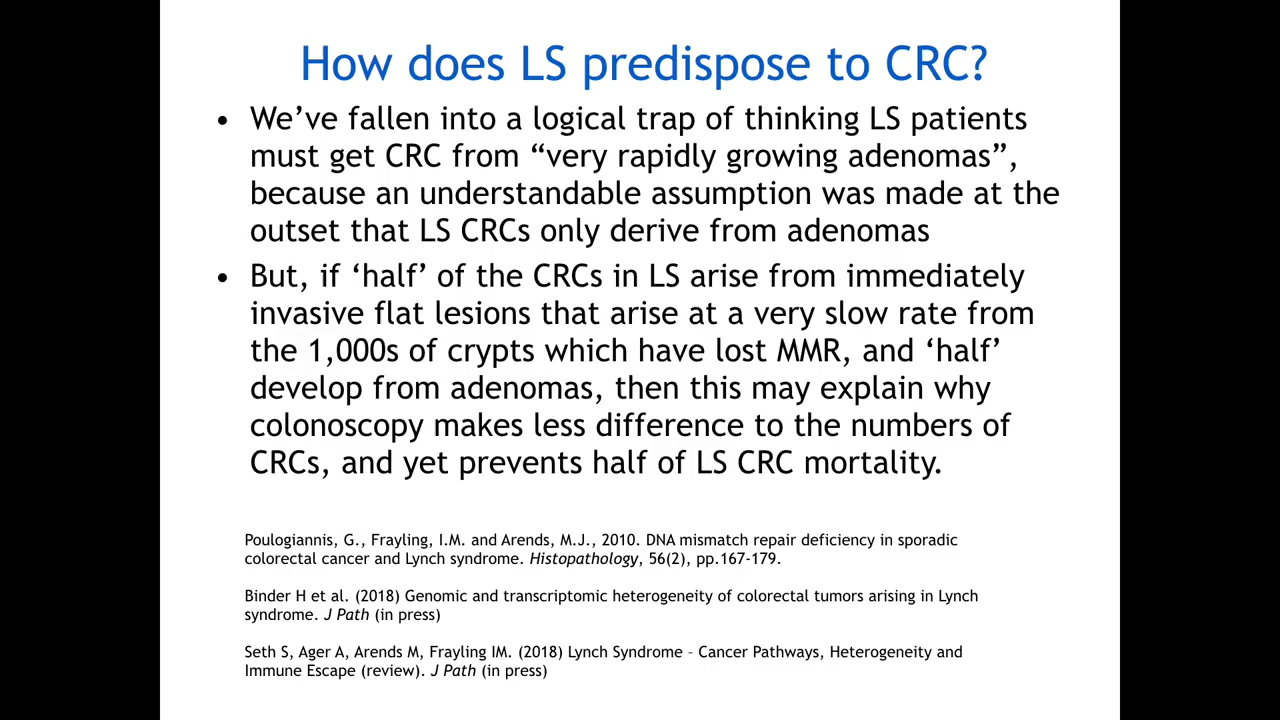 How does LS predispose to CRC?
• We’ve fallen into a logical trap of thinking LS patients
must get CRC from “very rapidly growing adenomas”,
because an understandable assumption was made at the
outset that LS CRCs only derive from adenomas
• But, if ‘half’ of the CRCs in LS arise from immediately
invasive flat lesions that arise at a very slow rate from
the 1,000s of crypts which have lost MMR, and ‘half’
develop from adenomas, then this may explain why
colonoscopy makes less difference to the numbers of
CRCs, and yet prevents half of LS CRC mortality.
Poulogiannis, G., Frayling, I.M. and Arends, M.J., 2010. DNA mismatch repair deficiency in sporadic
colorectal cancer and Lynch syndrome. Histopathology, 56(2), pp.167-179.
Binder H et al. (2018) Genomic and transcriptomic heterogeneity of colorectal tumors arising in Lynch
syndrome. J Path (in press)
Seth S, Ager A, Arends M, Frayling IM. (2018) Lynch Syndrome – Cancer Pathways, Heterogeneity and
Immune Escape (review). J Path (in press)